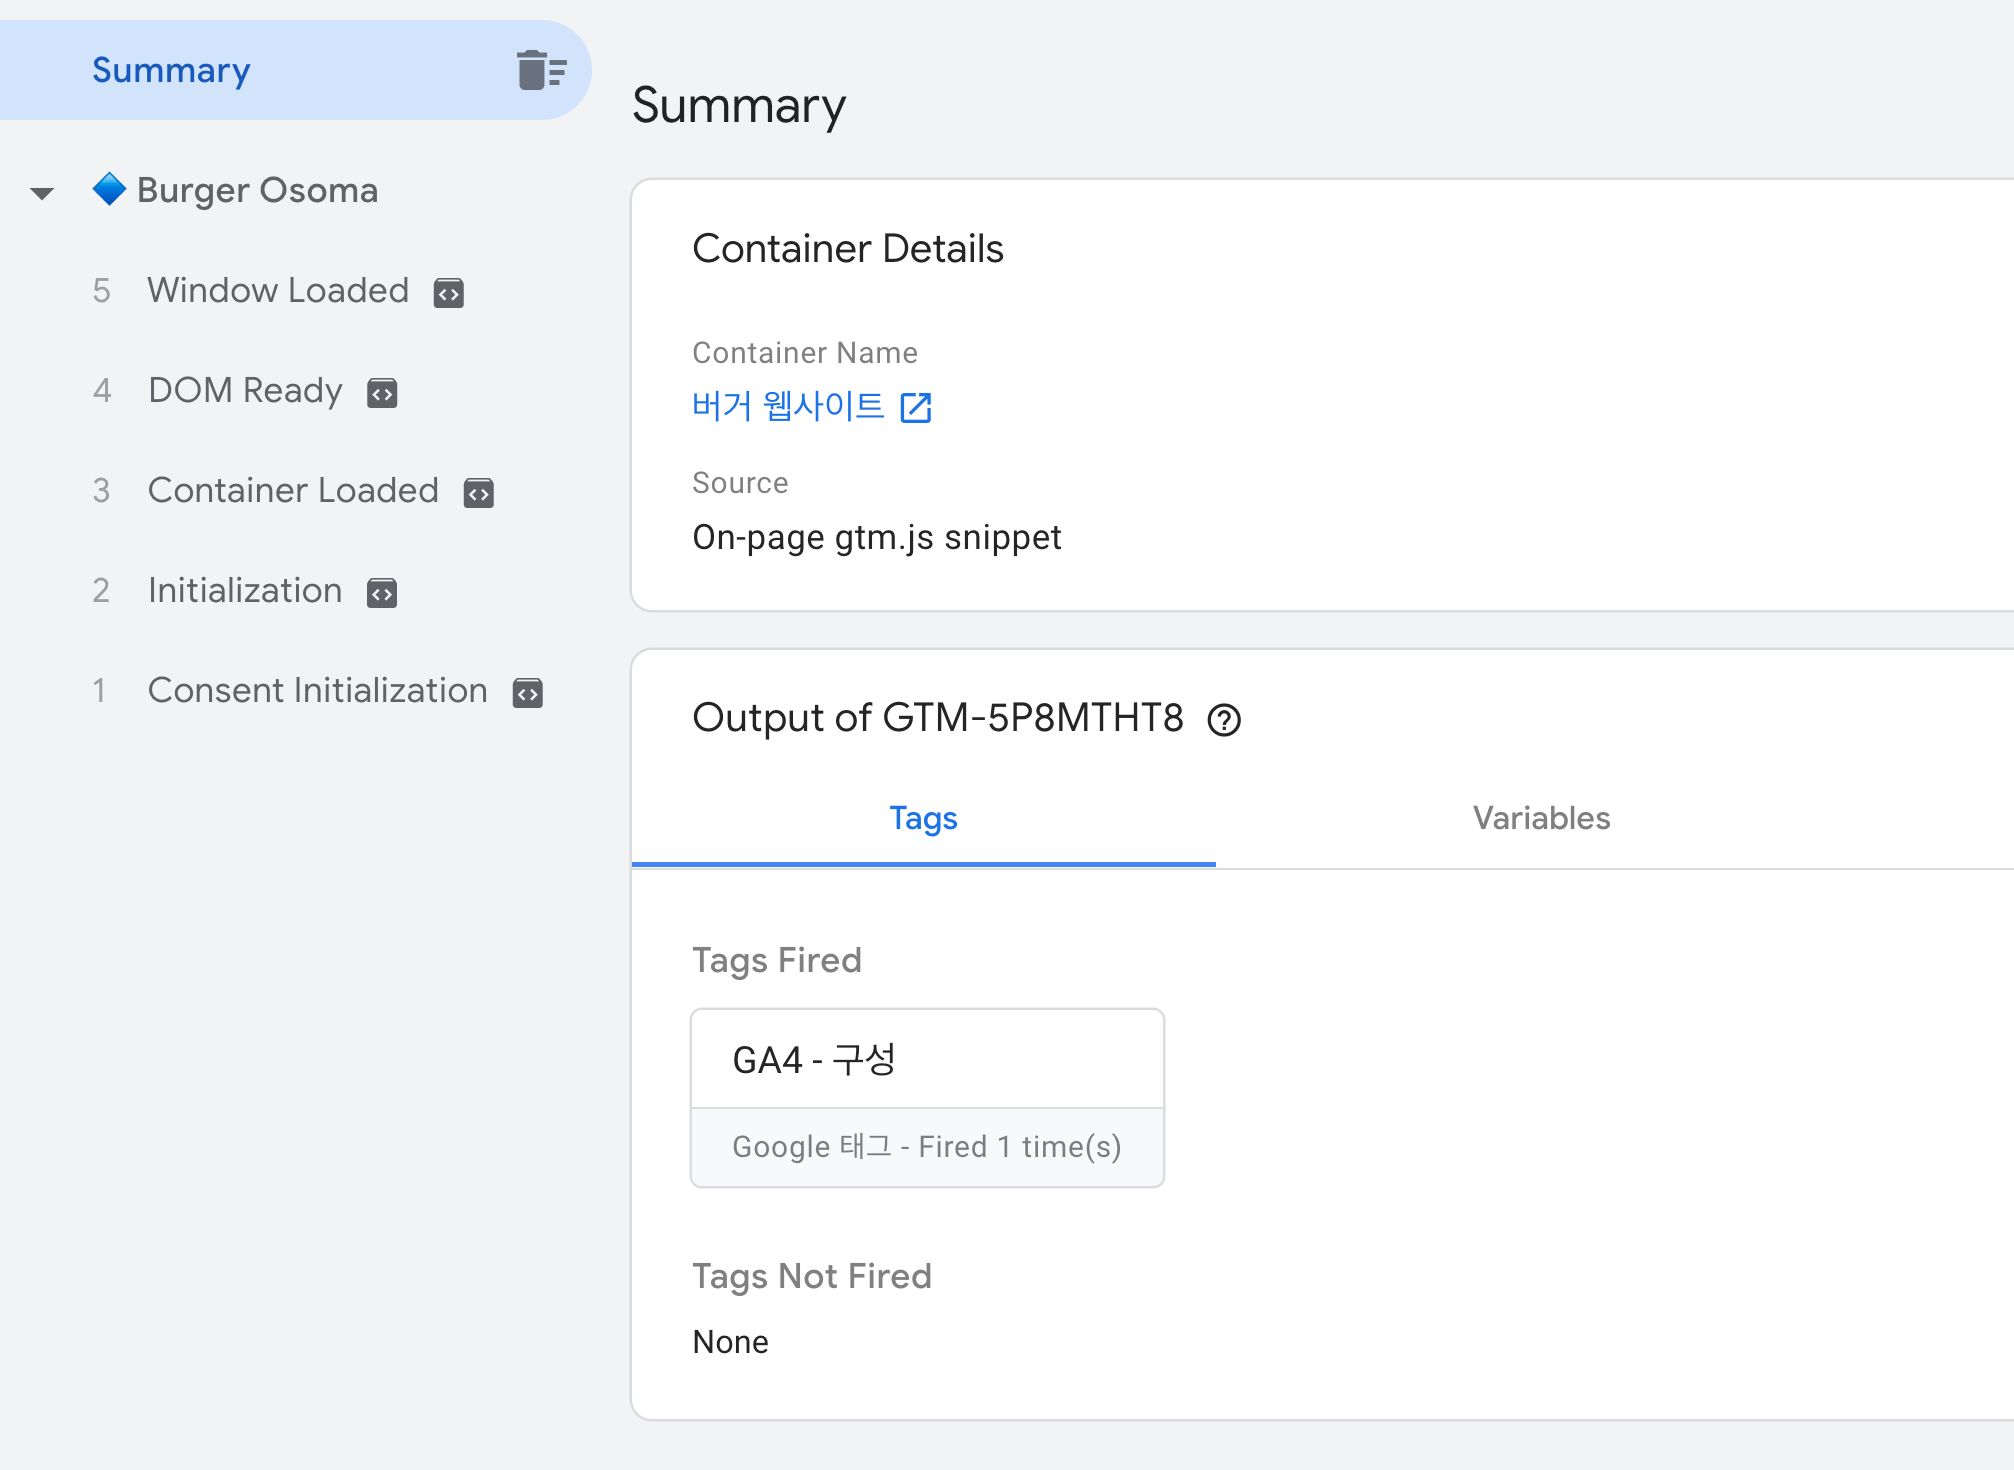 Summary
Burger Osoma
5 Window Loaded
4 DOM Ready
3 Container Loaded
2 Initialization
1 Consent Initialization
Summary
Container Details
Container Name
버거 웹사이트
Source
On-page gtm.js snippet
Output of GTM-5P8MTHT8
Tags Variables
Tags Fired
GA4 - 구성
Google 태그 - Fired 1 time(s)
Tags Not Fired
None